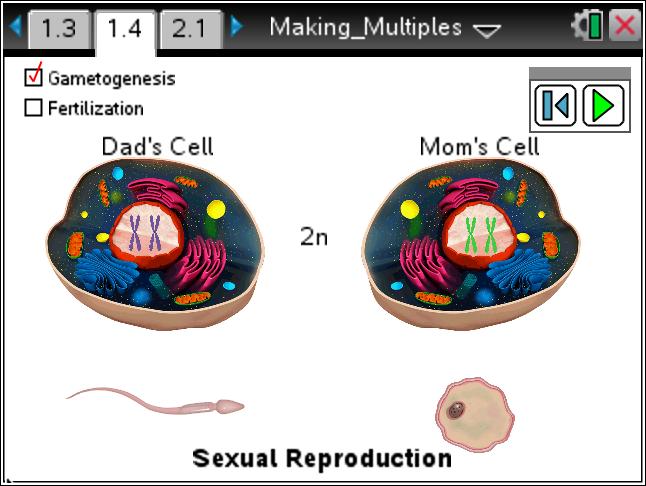 1.3 1.4 2.1 Making_Multiples
Gametogenesis
Fertilization
Dad's Cell Mom's Cell
2n
Sexual Reproduction